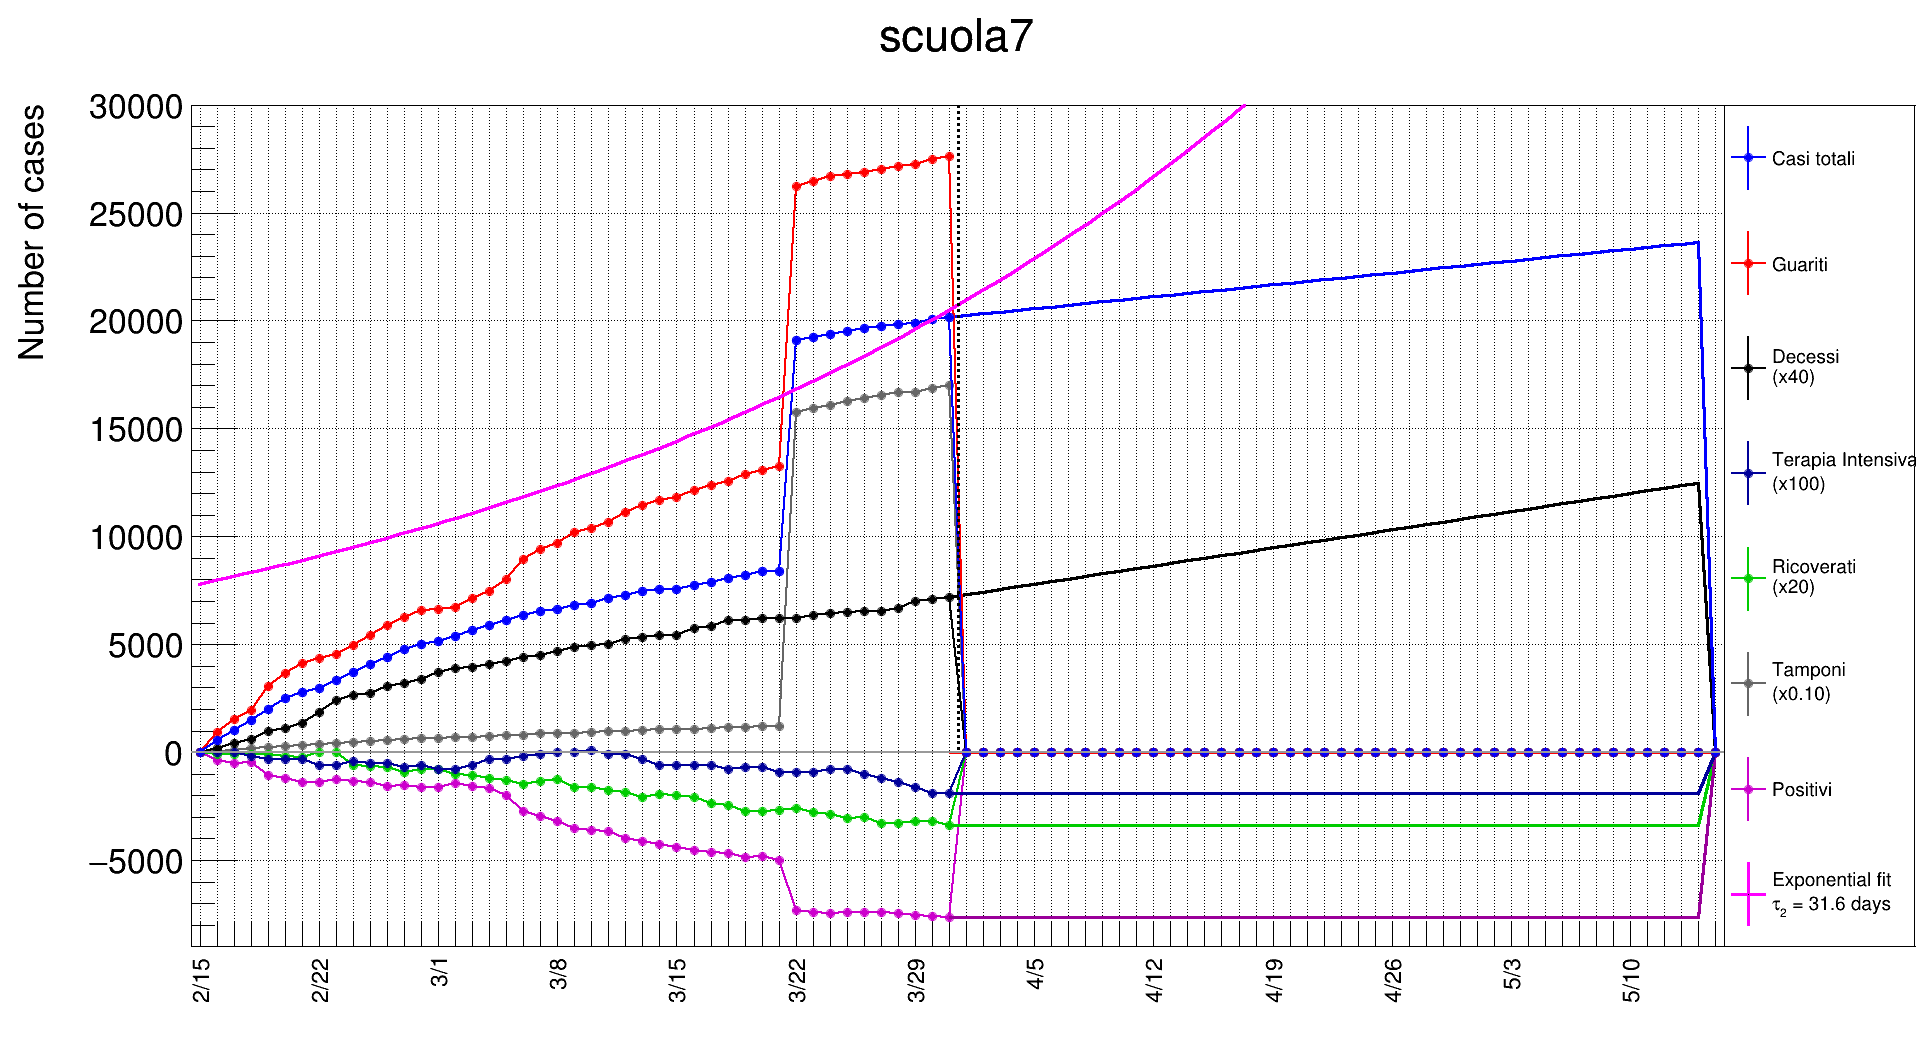 scuola7
Number of cases
30000
25000
20000
15000
10000
5000
0
−5000
2/15
2/22
3/1
3/8
3/15
3/22
3/29
4/5
4/12
4/19
4/26
5/3
5/10
Casi totali
Guariti
Decessi
(x40)
Terapia Intensiva
(x100)
Ricoverati
(x20)
Tamponi
(x0.10)
Positivi
Exponential fit
τ2 = 31.6 days